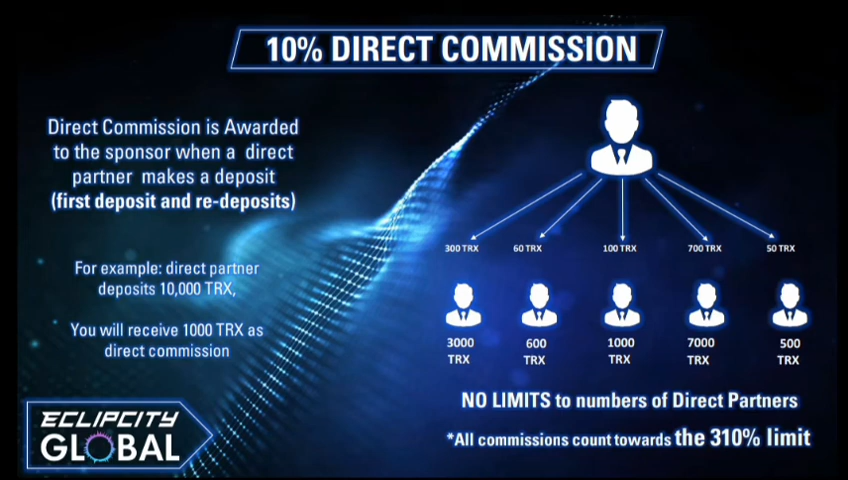 10% DIRECT COMMISSION
Direct Commission is Awarded
to the sponsor when a direct
partner makes a deposit
(first deposit and re-deposits)
For example: direct partner
deposits 10,000 TRX,
You will receive 1000 TRX as
direct commission
300 TRX 60 TRX 100 TRX 700 TRX 50 TRX
3000 600 1000 7000 500
TRX TRX TRX TRX TRX
NO LIMITS to numbers of Direct Partners
*All commissions count towards the 310% limit
ECLIPCITY
GLOBAL